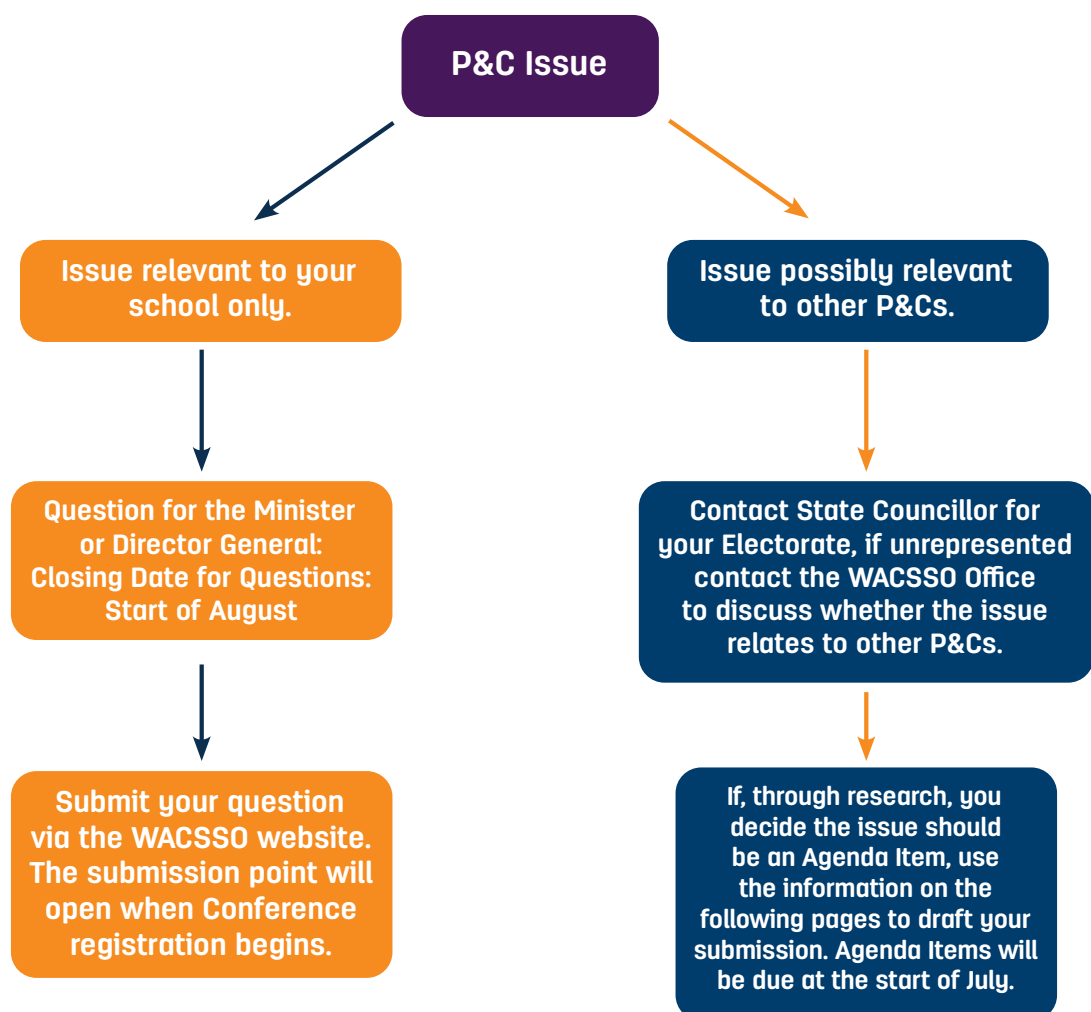 P&C Issue
Issue relevant to your
school only.
Issue possibly relevant
to other P&Cs.
Question for the Minister
or Director General:
Closing Date for Questions:
Start of August
Contact State Councillor for
your Electorate, if unrepresented
contact the WACSSO Office
to discuss whether the issue
relates to other P&Cs.
Submit your question
via the WACSSO website.
The submission point will
open when Conference
registration begins.
If, through research, you
decide the issue should
be an Agenda Item, use
the information on the
following pages to draft your
submission. Agenda Items will
be due at the start of July.